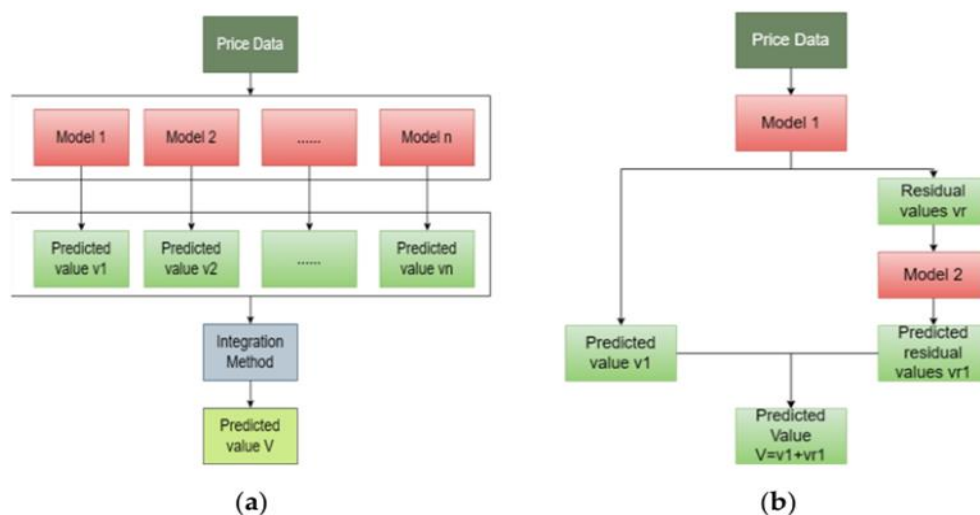 Price Data
Model 1
Model 2
......
Model n
Predicted
value v1
Predicted
value v2
......
Predicted
value vn
Integration
Method
Predicted
value V
(a)
Price Data
Model 1
Residual
values vr
Model 2
Predicted
value v1
Predicted
residual
values vr1
Predicted
Value
V=v1+vr1
(b)